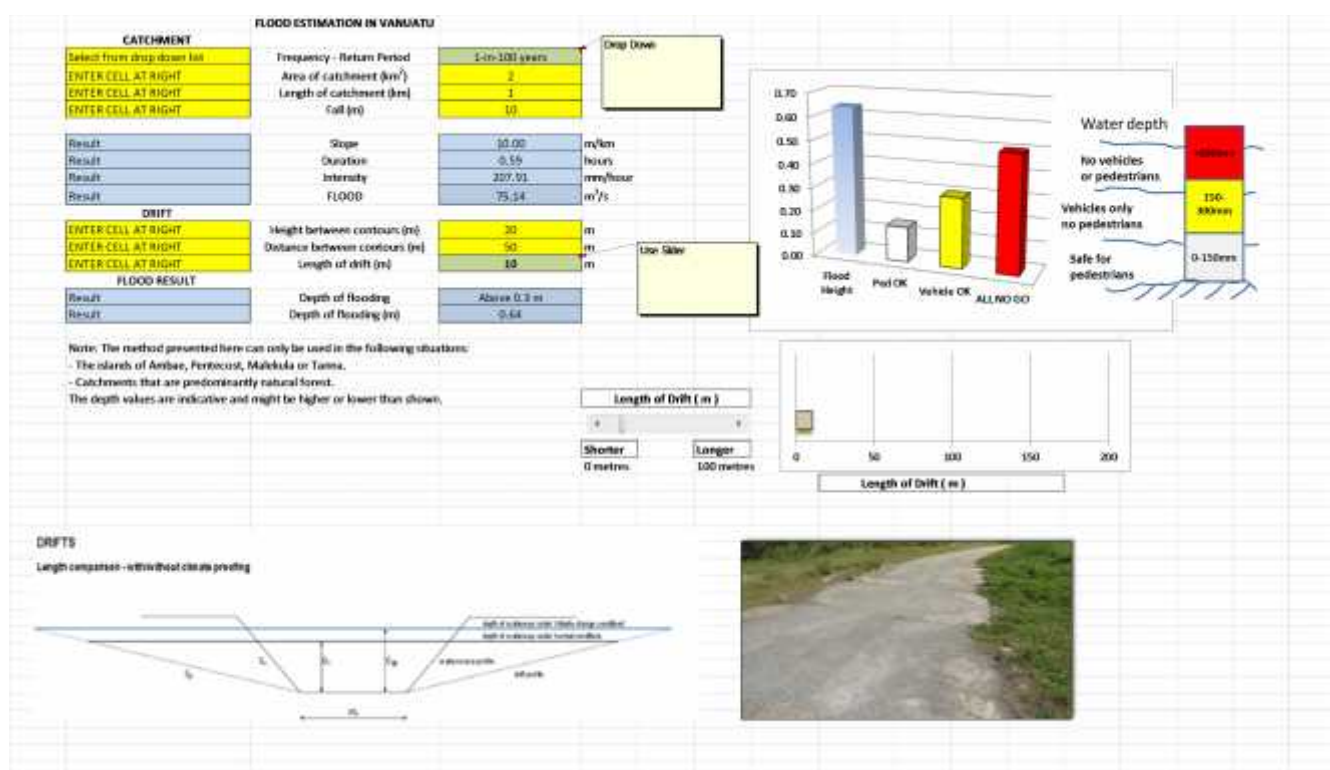 FLOOD ESTIMATION IN VANUATU
CATCHMENT
Select from drop down list Frequency - Return Period 1-in-100 years
ENTER CELL AT RIGHT Area of catchment (km²) 2
ENTER CELL AT RIGHT Length of catchment (km) 1
ENTER CELL AT RIGHT Fall (m) 10
Drop Down
Result Slope 10.00 m/km
Result Duration 0.59 hours
Result Intensity 207.91 mm/hour
Result FLOOD 75.14 m³/s
DRIFT
ENTER CELL AT RIGHT Height between contours (m) 20 m
ENTER CELL AT RIGHT Distance between contours (m) 50 m
ENTER CELL AT RIGHT Length of drift (m) 10 m
Use Slider
FLOOD RESULT
Result Depth of flooding Above 0.3 m
Result Depth of flooding (m) 0.64
Note: The method presented here can only be used in the following situations:
- The islands of Ambae, Pentecost, Malekula or Tanna.
- Catchments that are predominantly natural forest.
The depth values are indicative and might be higher or lower than shown.
0.70
0.60
0.50
0.40
0.30
0.20
0.10
0.00
Flood Height Ped OK Vehicle OK ALL NO GO
Water depth
No vehicles
or pedestrians
Vehicles only
no pedestrians
150-
300mm
Safe for
pedestrians
0-150mm
Length of Drift ( m )
Shorter Longer
0 metres 100 metres
0 50 100 150 200
Length of Drift ( m )
DRIFTS
Length comparison - with/without climate proofing